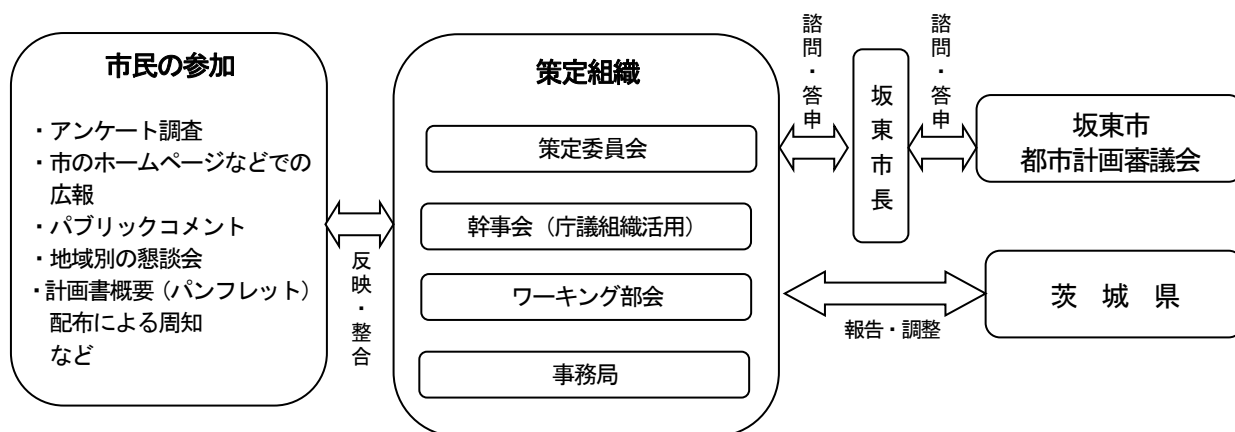 市民の参加
・アンケート調査
・市のホームページなどでの
広報
・パブリックコメント
・地域別の懇談会
・計画書概要（パンフレット）
配布による周知
など
反映・整合
策定組織
策定委員会
幹事会（庁議組織活用）
ワーキング部会
事務局
諮問・答申
坂東市長
諮問・答申
坂東市
都市計画審議会
報告・調整
茨　城　県